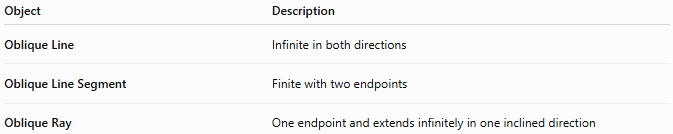 Object Description
Oblique Line Infinite in both directions
Oblique Line Segment Finite with two endpoints
Oblique Ray One endpoint and extends infinitely in one inclined direction